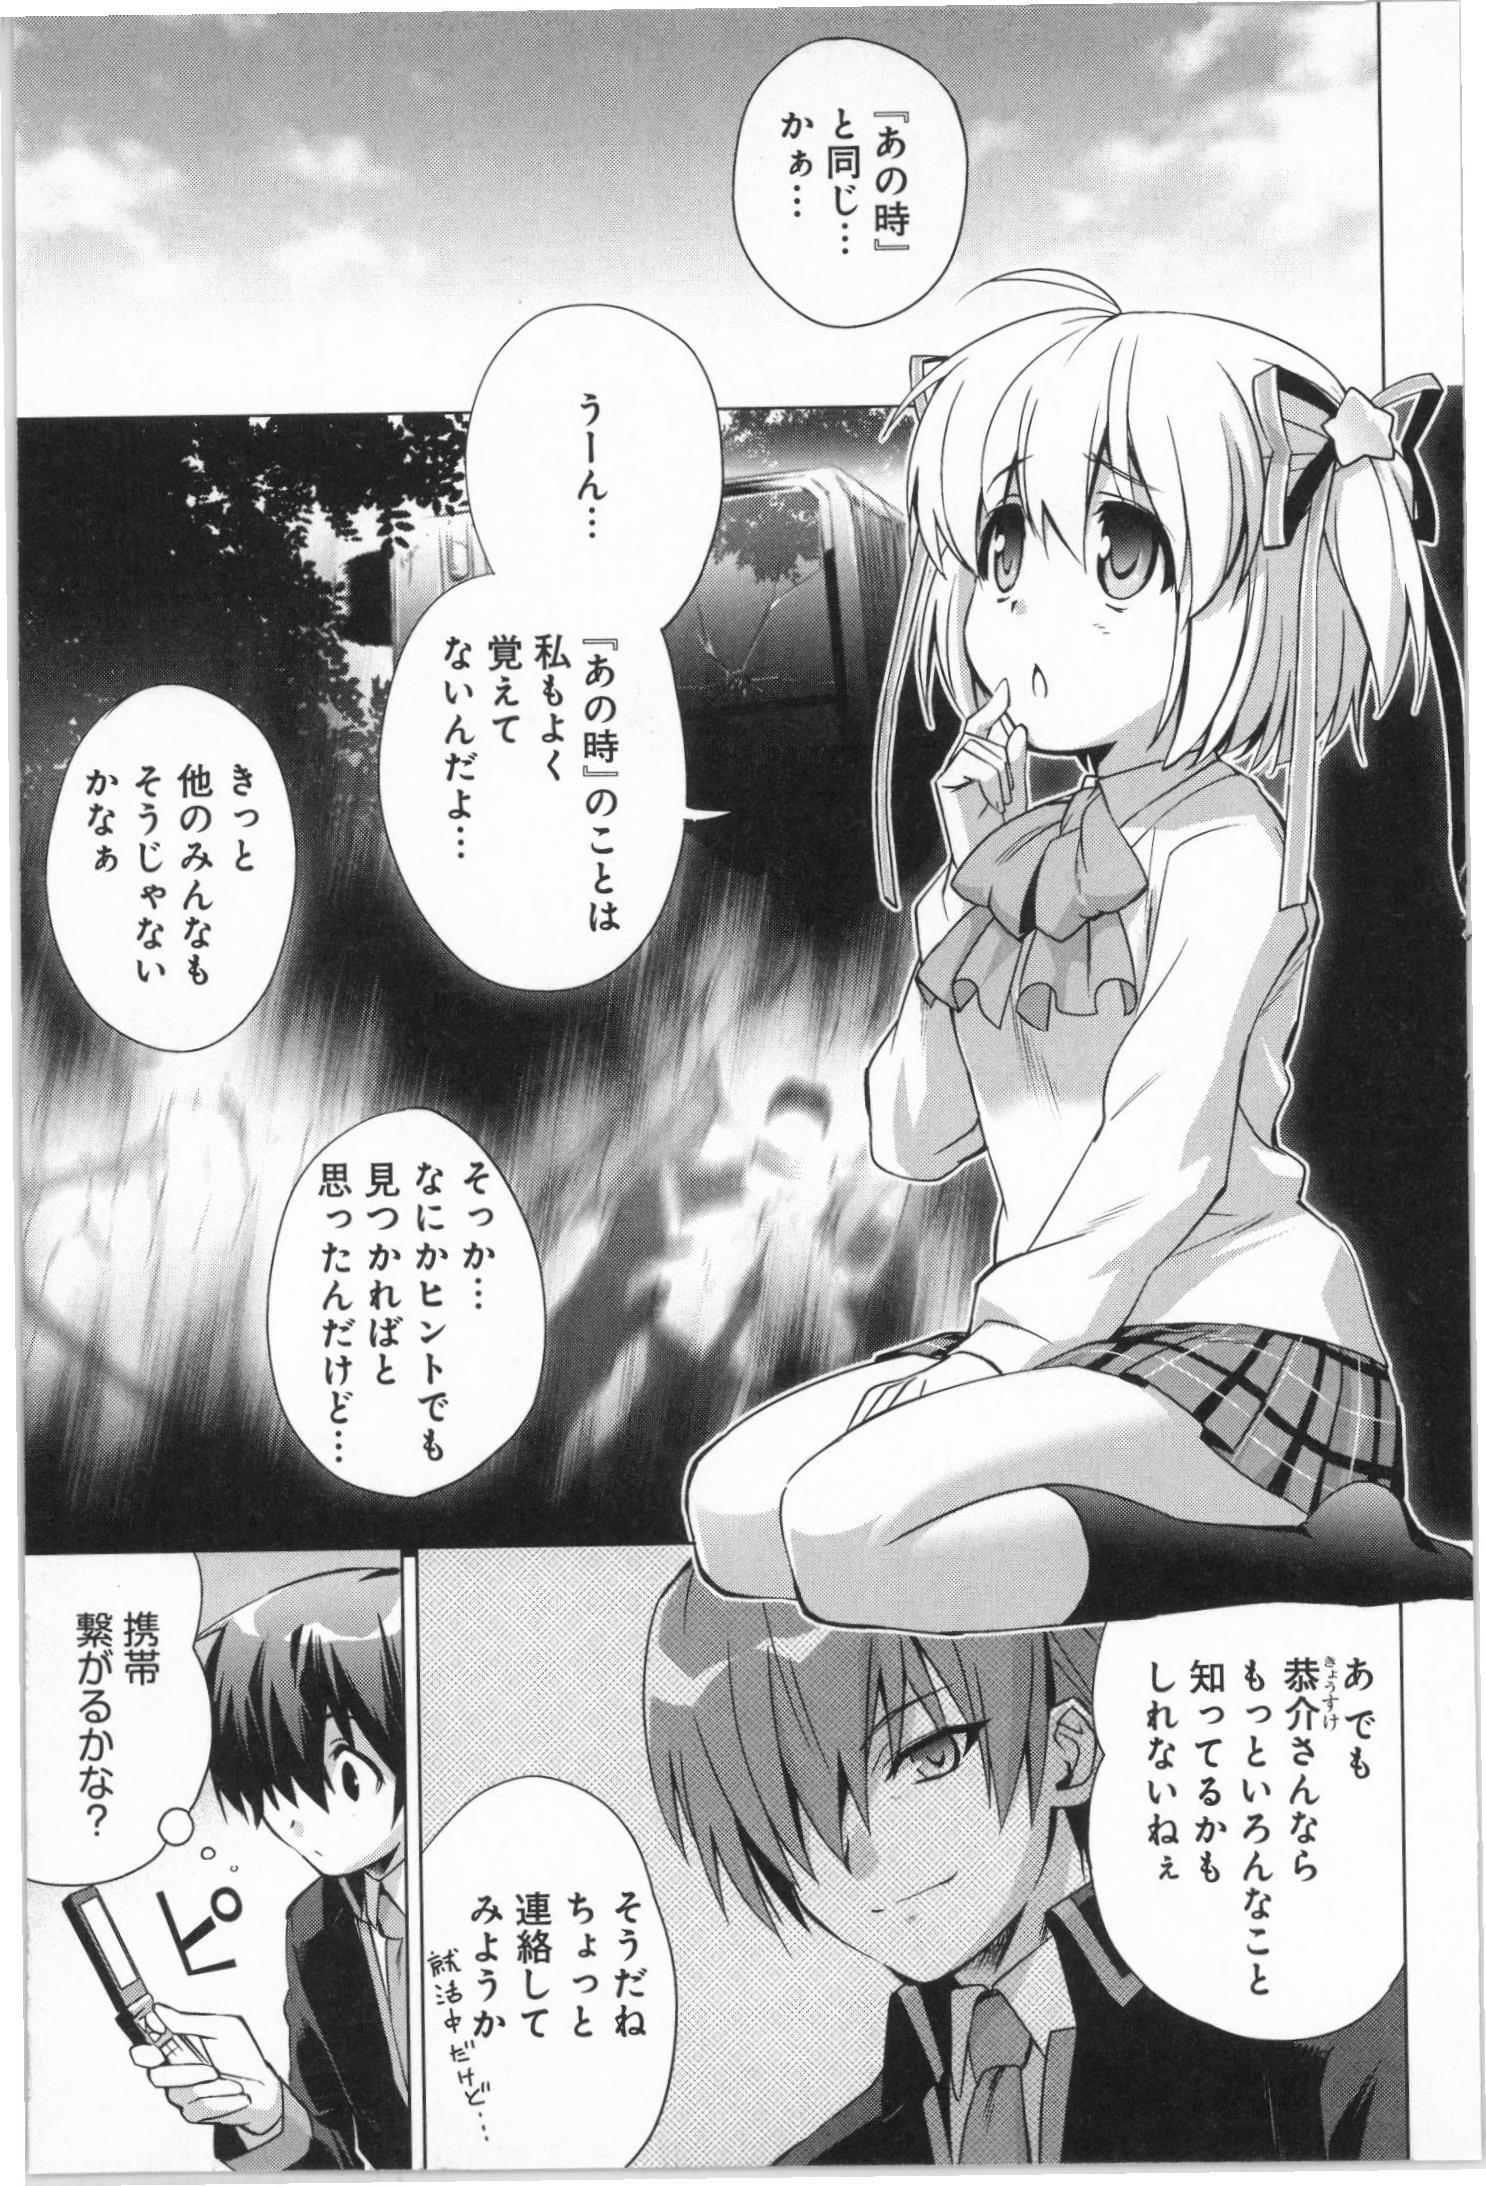 『あの時』
と同じ…
かぁ…
うーん…
『あの時』のことは
私もよく
覚えて
ないんだよ…
きっと
他のみんなも
そうじゃない
かなぁ
そっか…
なにかヒントでも
見つかればと
思ったんだけど…
あでも
恭介さんなら
きょうすけ
もっといろんなこと
知ってるかも
しれないねぇ
そうだね
ちょっと
連絡して
みようか
就活中だけど…
携帯
繋がるかな?
ピ